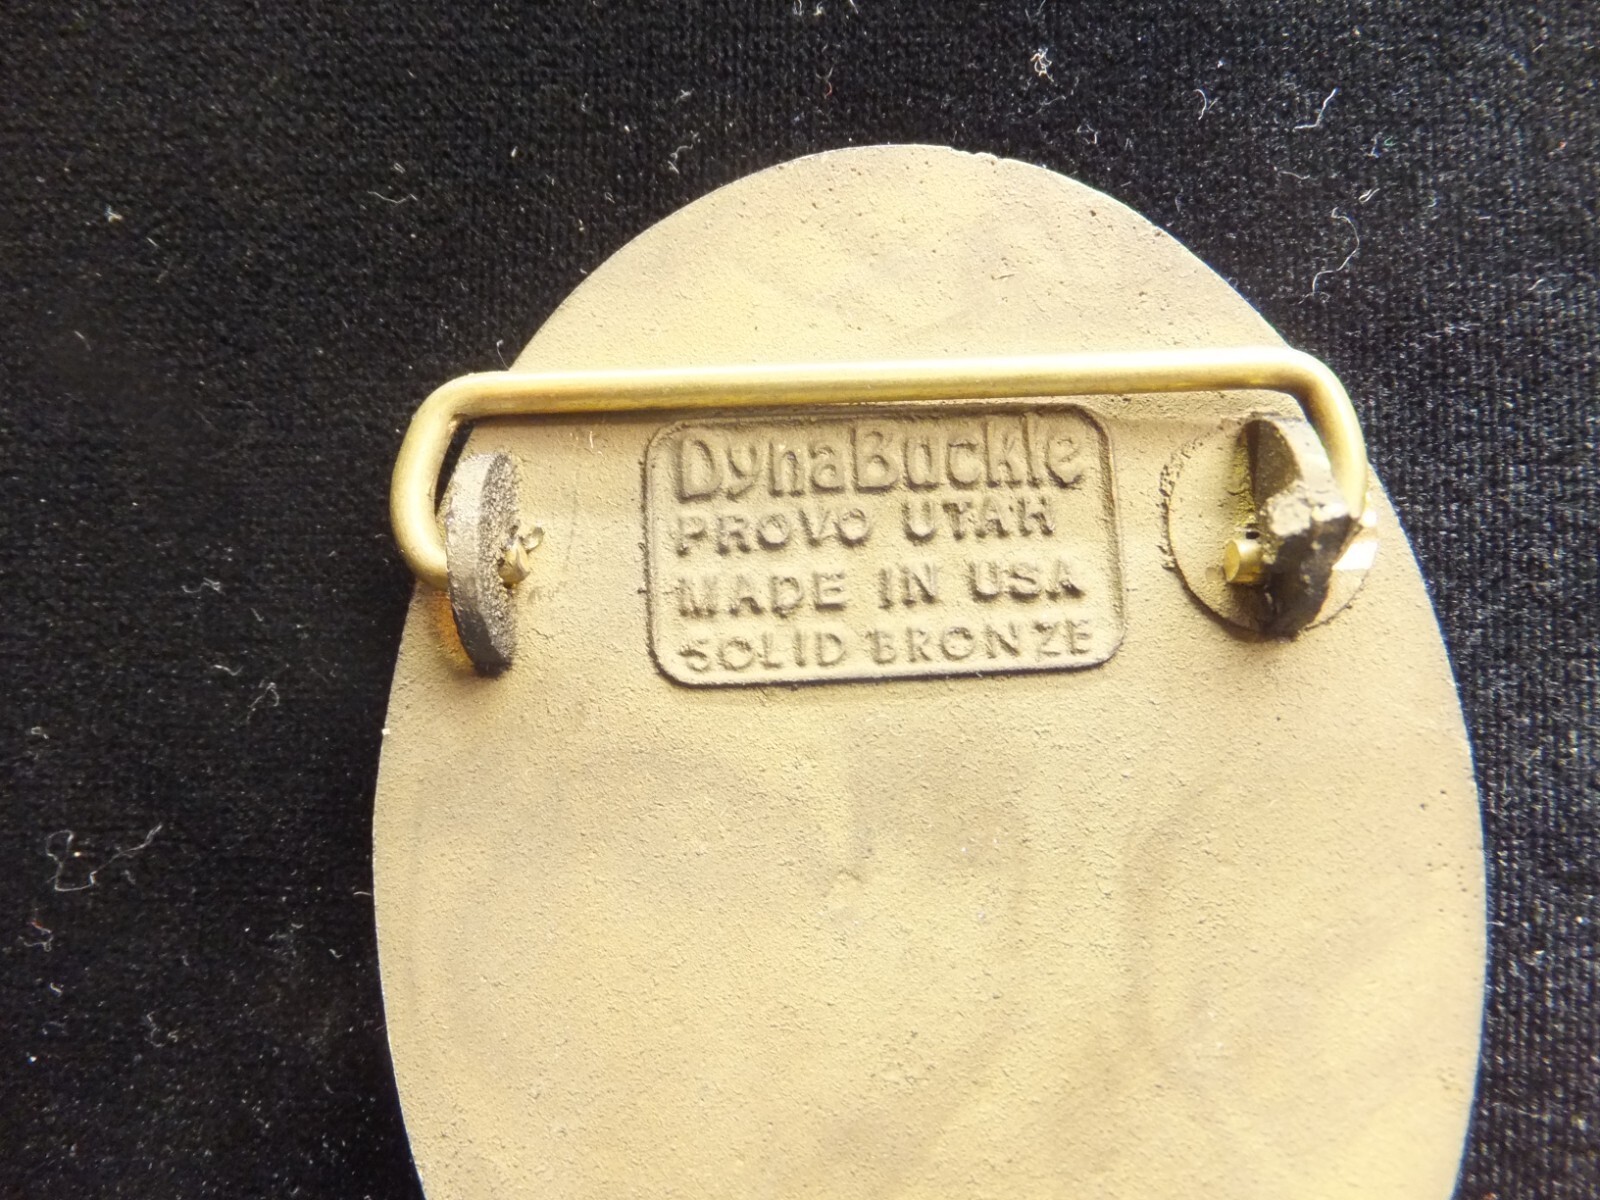 DynaBuckle
PROVO UTAH
MADE IN USA
SOLID BRONZE